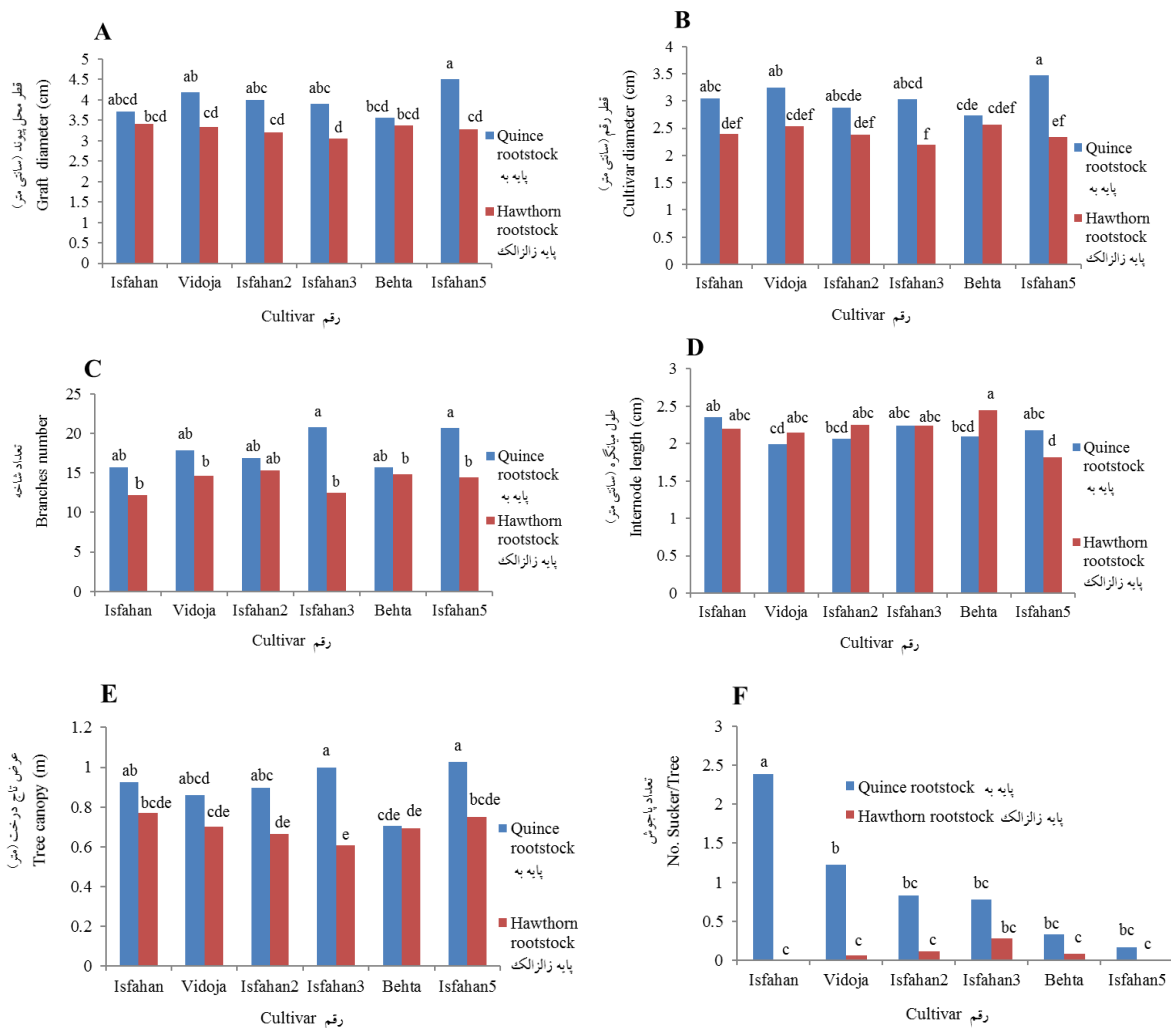 A
قطر محل پیوند (سانتی متر)
Graft diameter (cm)
5
4.5
4
3.5
3
2.5
2
1.5
1
0.5
0
abcd bcd ab cd abc cd abc d bcd bcd a cd
Isfahan Vidoja Isfahan2 Isfahan3 Behta Isfahan5
Cultivar رقم
Quince
rootstock
پایه به
Hawthorn
rootstock
پایه زالزالک
B
قطر رقم (سانتی متر)
Cultivar diameter (cm)
4
3.5
3
2.5
2
1.5
1
0.5
0
abc def ab cdef abcde def abcd f cde cdef a ef
Isfahan Vidoja Isfahan2 Isfahan3 Behta Isfahan5
Cultivar رقم
Quince
rootstock
پایه به
Hawthorn
rootstock
پایه زالزالک
C
تعداد شاخه
Branches number
25
20
15
10
5
0
ab b ab b ab ab a b ab b a b
Isfahan Vidoja Isfahan2 Isfahan3 Behta Isfahan5
Cultivar رقم
Quince
rootstock
پایه به
Hawthorn
rootstock
پایه زالزالک
D
طول میانگره (سانتی متر)
Internode length (cm)
3
2.5
2
1.5
1
0.5
0
ab abc cd abc bcd abc abc abc bcd a abc d
Isfahan Vidoja Isfahan2 Isfahan3 Behta Isfahan5
Cultivar رقم
Quince
rootstock
پایه به
Hawthorn
rootstock
پایه زالزالک
E
عرض تاج درخت (متر)
Tree canopy (m)
1.2
1
0.8
0.6
0.4
0.2
0
ab bcde abcd cde abc de a e cde de a bcde
Isfahan Vidoja Isfahan2 Isfahan3 Behta Isfahan5
Cultivar رقم
Quince
rootstock
پایه به
Hawthorn
rootstock
پایه زالزالک
F
تعداد پاجوش
No. Sucker/Tree
3
2.5
2
1.5
1
0.5
0
a c b c bc c bc bc bc c bc c
Isfahan Vidoja Isfahan2 Isfahan3 Behta Isfahan5
Cultivar رقم
Quince rootstock پایه به
Hawthorn rootstock پایه زالزالک